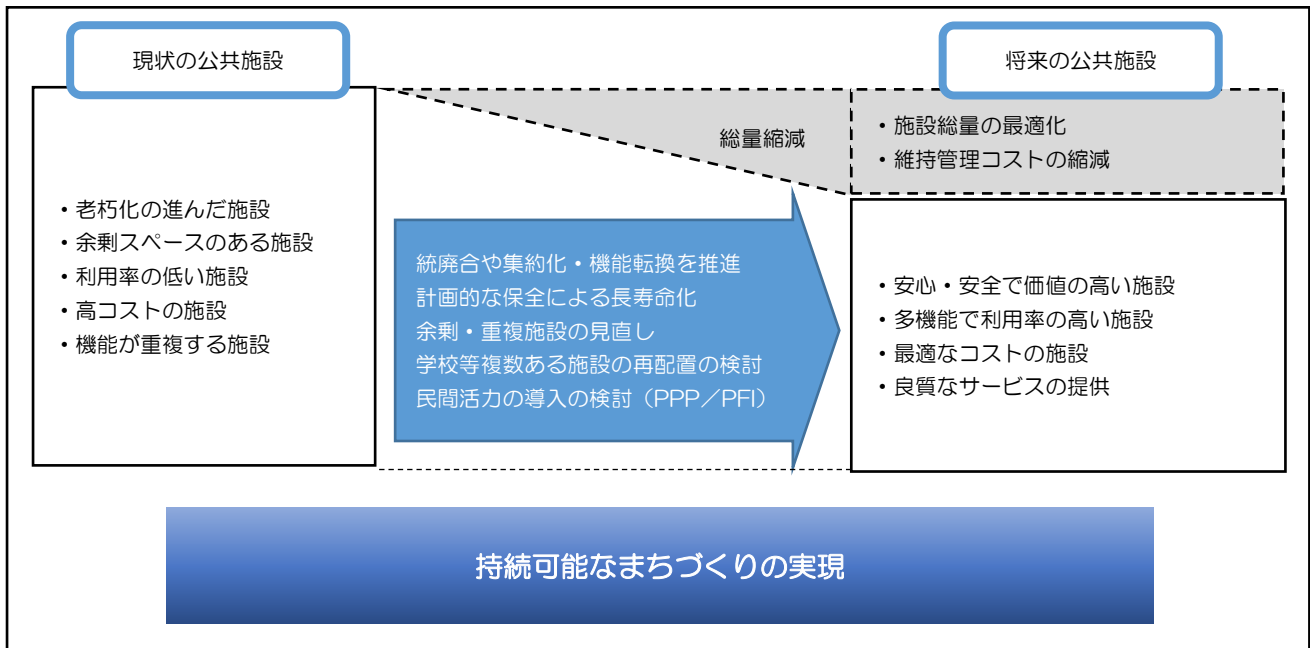 現状の公共施設
将来の公共施設
・老朽化の進んだ施設
・余剰スペースのある施設
・利用率の低い施設
・高コストの施設
・機能が重複する施設
総量縮減
統廃合や集約化・機能転換を推進
計画的な保全による長寿命化
余剰・重複施設の見直し
学校等複数ある施設の再配置の検討
民間活力の導入の検討（PPP／PFI）
・施設総量の最適化
・維持管理コストの縮減
・安心・安全で価値の高い施設
・多機能で利用率の高い施設
・最適なコストの施設
・良質なサービスの提供
持続可能なまちづくりの実現